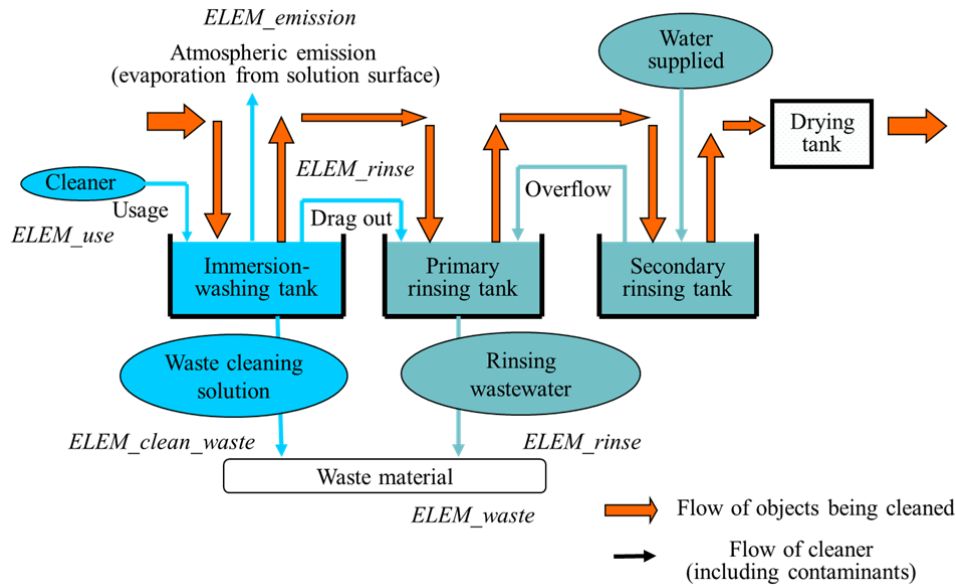 ELEM_emission
Atmospheric emission
(evaporation from solution surface)
Water
supplied
Drying
tank
Cleaner
Usage
ELEM_use
ELEM_rinse
Drag out
Overflow
Immersion-
washing tank
Primary
rinsing tank
Secondary
rinsing tank
Waste cleaning
solution
Rinsing
wastewater
ELEM_clean_waste
ELEM_rinse
Waste material
ELEM_waste
Flow of objects being cleaned
Flow of cleaner
(including contaminants)